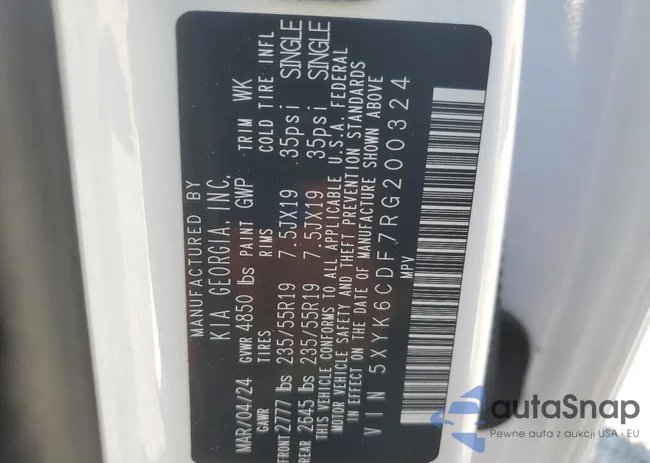 MANUFACTURED BY
KIA GEORGIA, INC.
MAR/04/24 GVWR 4850 lbs PAINT GWP TRIM WK
GAWR TIRES RIMS COLD TIRE INFL
FRONT 2777 lbs 235/55R19 7.5JX19 35psi SINGLE
REAR 2645 lbs 235/55R19 7.5JX19 35psi SINGLE
THIS VEHICLE CONFORMS TO ALL APPLICABLE U.S.A. FEDERAL
MOTOR VEHICLE SAFETY AND THEFT PREVENTION STANDARDS
IN EFFECT ON THE DATE OF MANUFACTURE SHOWN ABOVE
VIN 5XYK6CDF7RG200324
MPV
autaSnap
Pewne auta z aukcji USA i EU